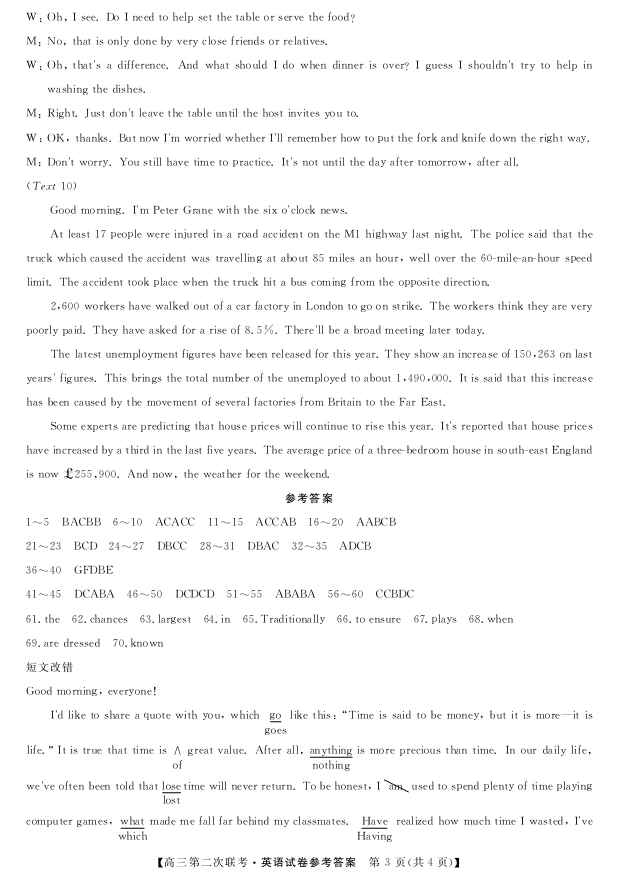 W: Oh, I see. Do I need to help set the table or serve the food?
M: No, that is only done by very close friends or relatives.
W: Oh, that's a difference. And what should I do when dinner is over? I guess I shouldn't try to help in
washing the dishes.
M: Right. Just don't leave the table until the host invites you to.
W: OK, thanks. But now I'm worried whether I'll remember how to put the fork and knife down the right way.
M: Don't worry. You still have time to practice. It's not until the day after tomorrow, after all.
(Text 10)
Good morning. I'm Peter Grane with the six o'clock news.
At least 17 people were injured in a road accident on the M1 highway last night. The police said that the
truck which caused the accident was travelling at about 85 miles an hour, well over the 60-mile-an-hour speed
limit. The accident took place when the truck hit a bus coming from the opposite direction.
2,600 workers have walked out of a car factory in London to go on strike. The workers think they are very
poorly paid. They have asked for a rise of 8.5%. There'll be a broad meeting later today.
The latest unemployment figures have been released for this year. They show an increase of 150,263 on last
years' figures. This brings the total number of the unemployed to about 1,490,000. It is said that this increase
has been caused by the movement of several factories from Britain to the Far East.
Some experts are predicting that house prices will continue to rise this year. It's reported that house prices
have increased by a third in the last five years. The average price of a three-bedroom house in south-east England
is now £255,900. And now, the weather for the weekend.
参考答案
1～5 BACBB 6～10 ACACC 11～15 ACCAB 16～20 AABCB
21～23 BCD 24～27 DBCC 28～31 DBAC 32～35 ADCB
36～40 GFDBE
41～45 DCABA 46～50 DCDCD 51～55 ABABA 56～60 CCBDC
61. the 62. chances 63. largest 64. in 65. Traditionally 66. to ensure 67. plays 68. when
69. are dressed 70. known
短文改错
Good morning, everyone!
I'd like to share a quote with you, which go like this: "Time is said to be money, but it is more—it is
goes
life." It is true that time is ∧ great value. After all, anything is more precious than time. In our daily life,
of nothing
we've often been told that lose time will never return. To be honest, I am used to spend plenty of time playing
lost
computer games, what made me fall far behind my classmates. Have realized how much time I wasted, I've
which Having
【高三第二次联考·英语试卷参考答案 第 3 页(共 4 页)】